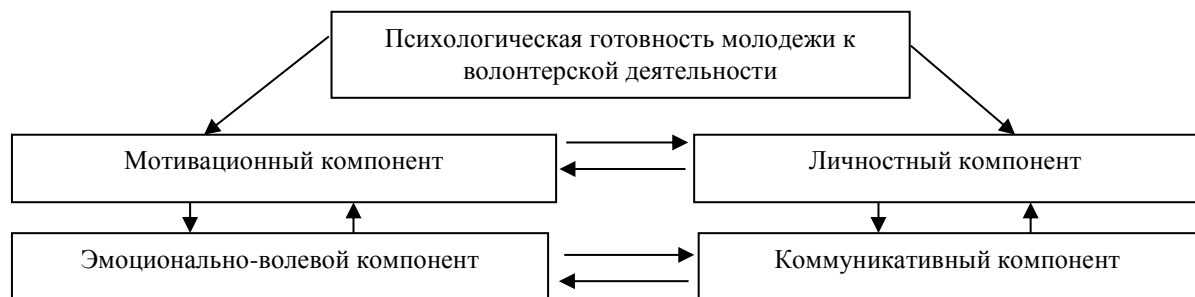 Психологическая готовность молодежи к
волонтерской деятельности
Мотивационный компонент
Личностный компонент
Эмоционально-волевой компонент
Коммуникативный компонент